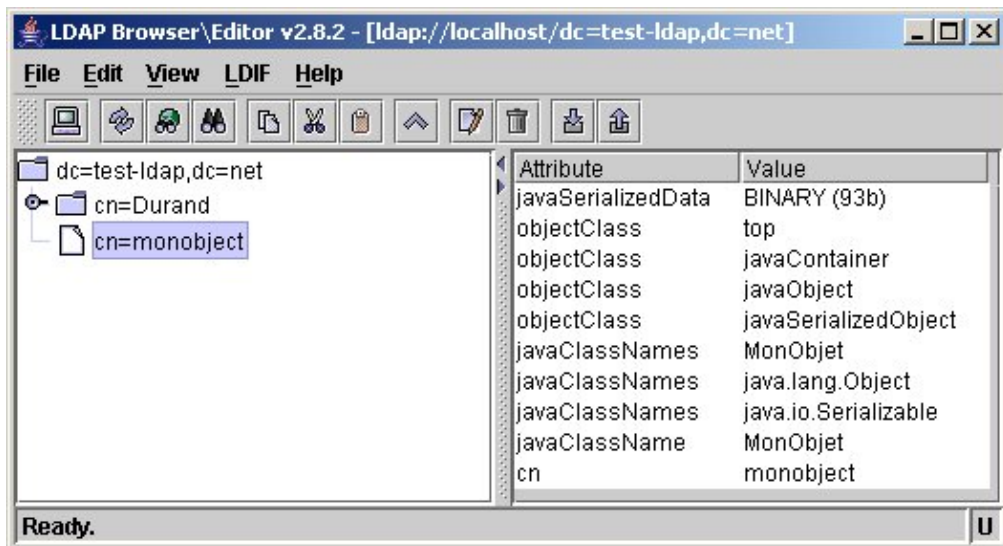 LDAP Browser\Editor v2.8.2 - [ldap://localhost/dc=test-ldap,dc=net]
File Edit View LDIF Help
dc=test-ldap,dc=net
cn=Durand
cn=monobject
Attribute Value
javaSerializedData BINARY (93b)
objectClass top
objectClass javaContainer
objectClass javaObject
objectClass javaSerializedObject
javaClassNames MonObjet
javaClassNames java.lang.Object
javaClassNames java.io.Serializable
javaClassName MonObjet
cn monobject
Ready. U